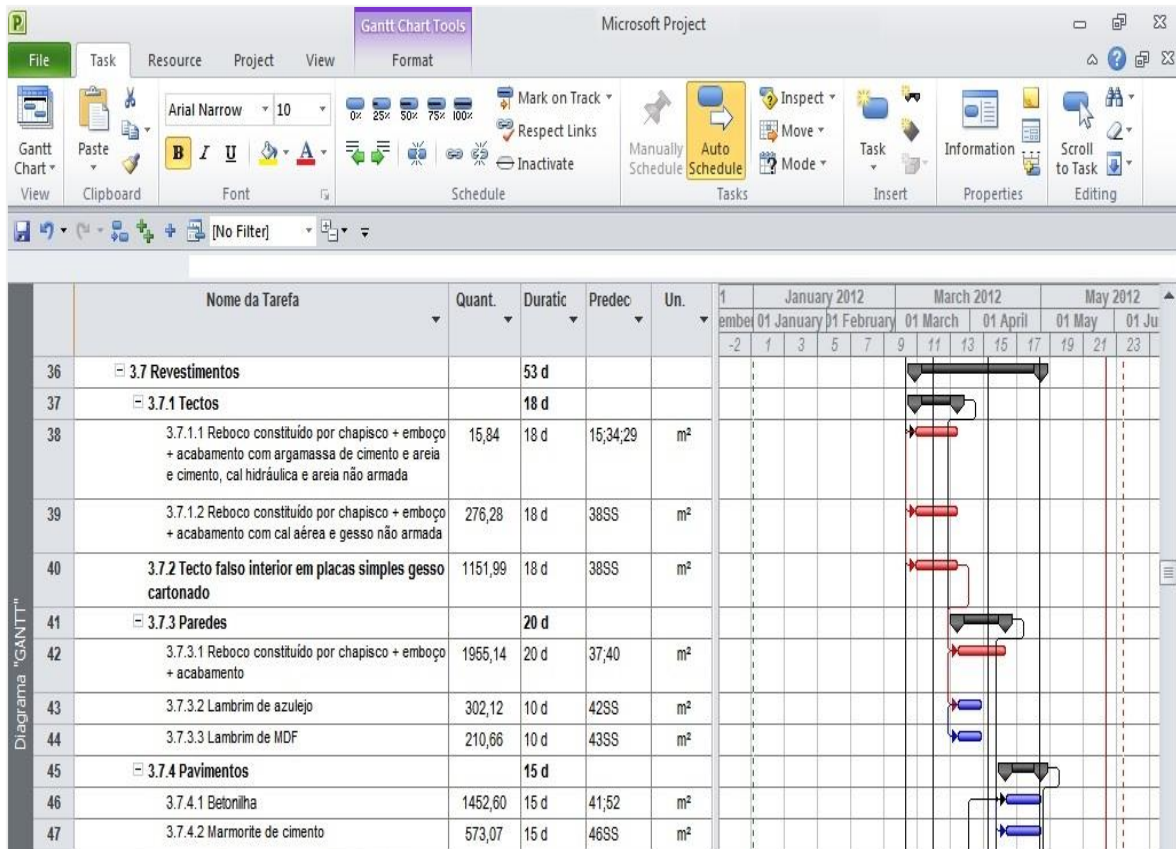 Gantt Chart Tools
Microsoft Project
File Task Resource Project View Format
Gantt Chart
Paste
Arial Narrow 10
B I U A
0% 25% 50% 75% 100%
Mark on Track
Respect Links
Inactivate
Manually Schedule
Auto Schedule
Inspect
Move
Mode
Task
Information
Scroll to Task
View Clipboard Font Schedule Tasks Insert Properties Editing
[No Filter]
Nome da Tarefa Quant. Duratic Predec Un.
1 January 2012 March 2012 May 2012
embe 01 January 01 February 01 March 01 April 01 May 01 Ju
-2 1 3 5 7 9 11 13 15 17 19 21 23
36 3.7 Revestimentos 53 d
37 3.7.1 Tectos 18 d
38 3.7.1.1 Reboco constituído por chapisco + emboço 15,84 18 d 15;34;29 m²
+ acabamento com argamassa de cimento e areia
e cimento, cal hidráulica e areia não armada
39 3.7.1.2 Reboco constituído por chapisco + emboço 276,28 18 d 38SS m²
+ acabamento com cal aérea e gesso não armada
40 3.7.2 Tecto falso interior em placas simples gesso 1151,99 18 d 38SS m²
cartonado
41 3.7.3 Paredes 20 d
42 3.7.3.1 Reboco constituído por chapisco + emboço 1955,14 20 d 37;40 m²
+ acabamento
43 3.7.3.2 Lambrim de azulejo 302,12 10 d 42SS m²
44 3.7.3.3 Lambrim de MDF 210,66 10 d 43SS m²
45 3.7.4 Pavimentos 15 d
46 3.7.4.1 Betonilha 1452,60 15 d 41;52 m²
47 3.7.4.2 Marmorite de cimento 573,07 15 d 46SS m²
Diagrama "GANTT"